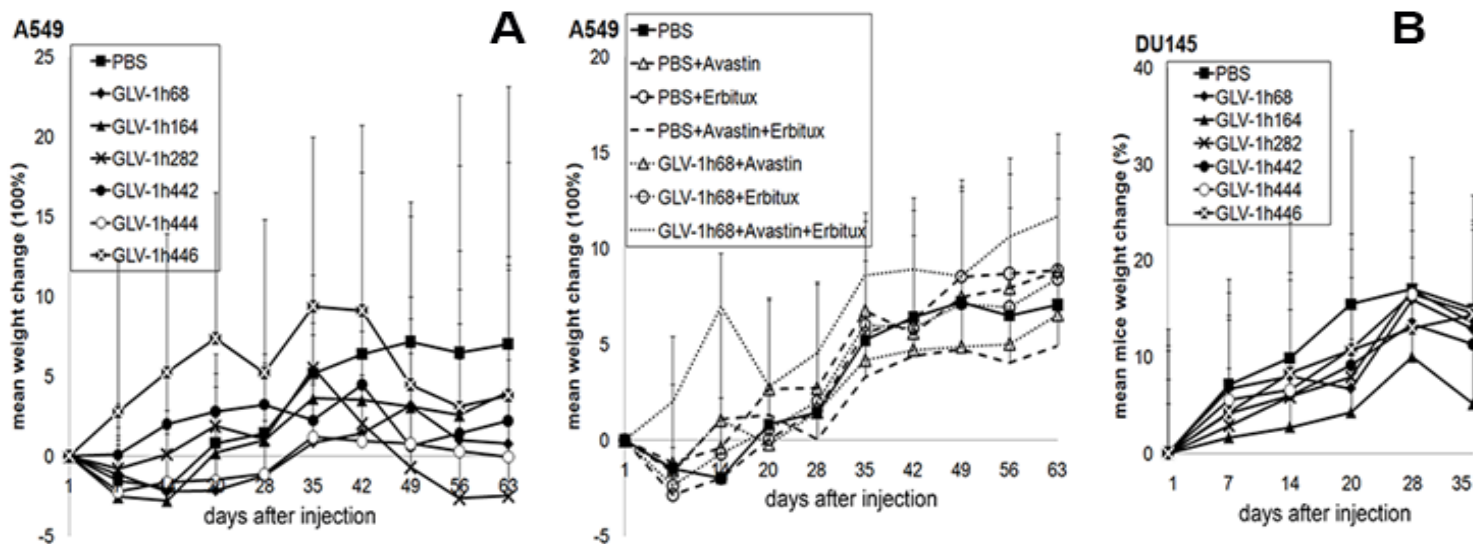 A549
A
25
20
15
10
5
0
-5
PBS
GLV-1h68
GLV-1h164
GLV-1h282
GLV-1h442
GLV-1h444
GLV-1h446
mean weight change (100%)
1 28 35 42 49 56 63
days after injection
A549
20
15
10
5
0
-5
PBS
PBS+Avastin
PBS+Erbitux
PBS+Avastin+Erbitux
GLV-1h68+Avastin
GLV-1h68+Erbitux
GLV-1h68+Avastin+Erbitux
mean weight change (100%)
1 14 20 28 35 42 49 56 63
days after injection
B
DU145
40
30
20
10
0
PBS
GLV-1h68
GLV-1h164
GLV-1h282
GLV-1h442
GLV-1h444
GLV-1h446
mean mice weight change (%)
1 7 14 20 28 35
days after injection